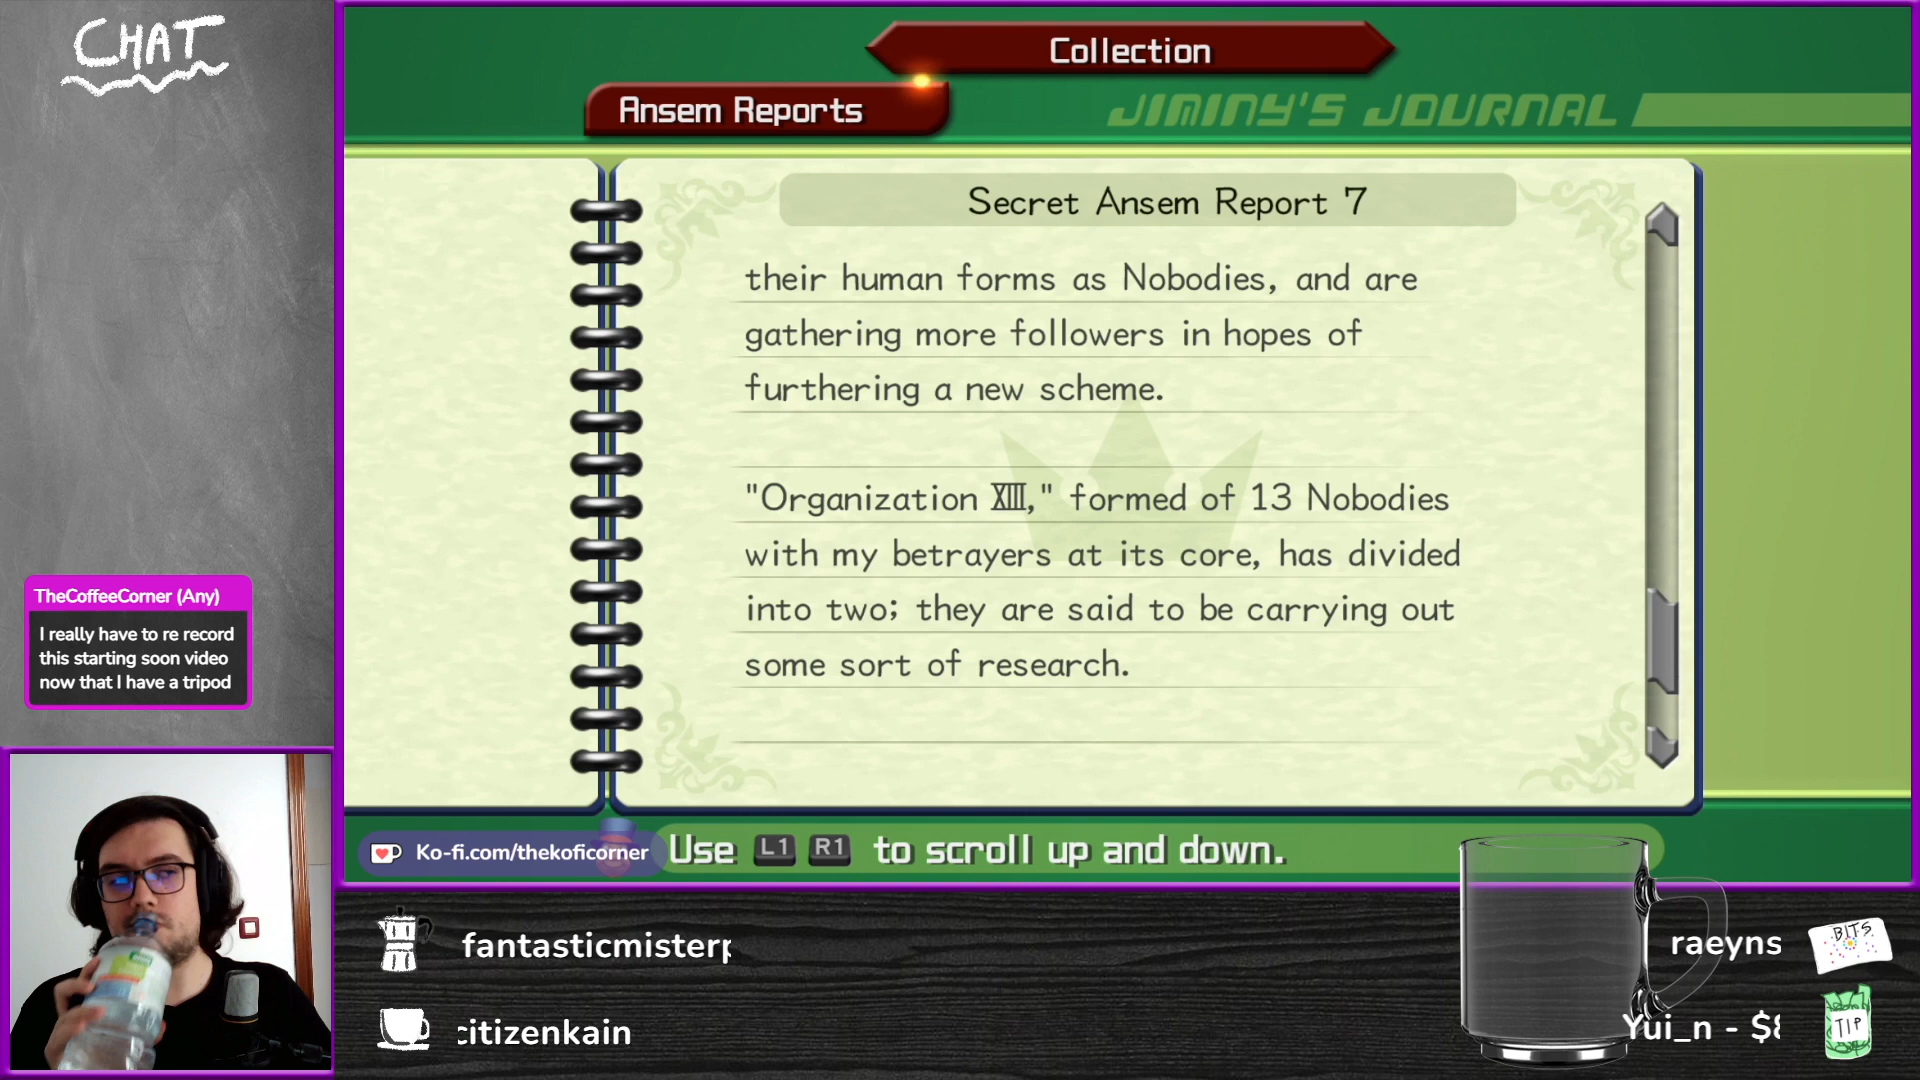 CHAT
Collection
Ansem Reports
JIMINY'S JOURNAL
Secret Ansem Report 7
their human forms as Nobodies, and are
gathering more followers in hopes of
furthering a new scheme.
"Organization XIII," formed of 13 Nobodies
with my betrayers at its core, has divided
into two; they are said to be carrying out
some sort of research.
TheCoffeeCorner (Any)
I really have to re record
this starting soon video
now that I have a tripod
Ko-fi.com/thekoficorner
Use L1 R1 to scroll up and down.
fantasticmisterp
citizenkain
raeyns
BITS
Yui_n - $8
TIP